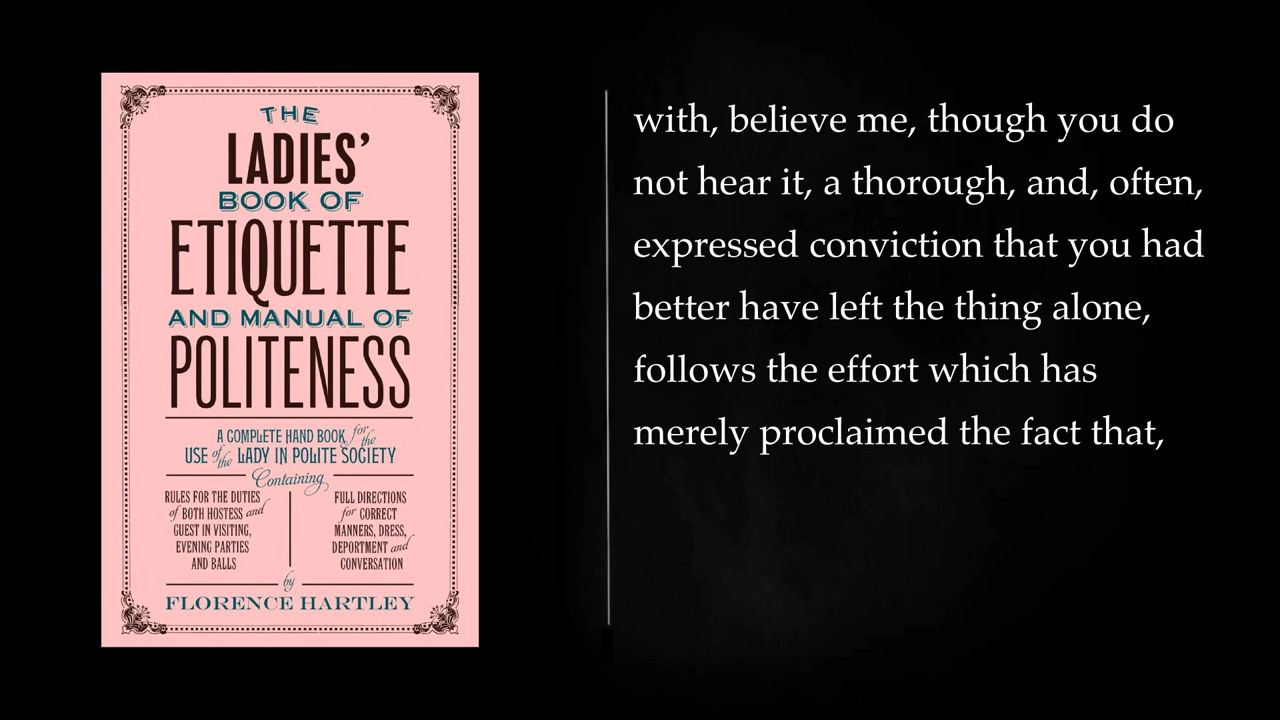 THE
LADIES'
BOOK OF
ETIQUETTE
AND MANUAL OF
POLITENESS
A COMPLETE HAND BOOK for the
USE of the LADY IN POLITE SOCIETY
Containing
RULES FOR THE DUTIES
of BOTH HOSTESS and
GUEST IN VISITING,
EVENING PARTIES
AND BALLS
FULL DIRECTIONS
for CORRECT
MANNERS, DRESS,
DEPORTMENT and
CONVERSATION
by
FLORENCE HARTLEY
with, believe me, though you do
not hear it, a thorough, and, often,
expressed conviction that you had
better have left the thing alone,
follows the effort which has
merely proclaimed the fact that,